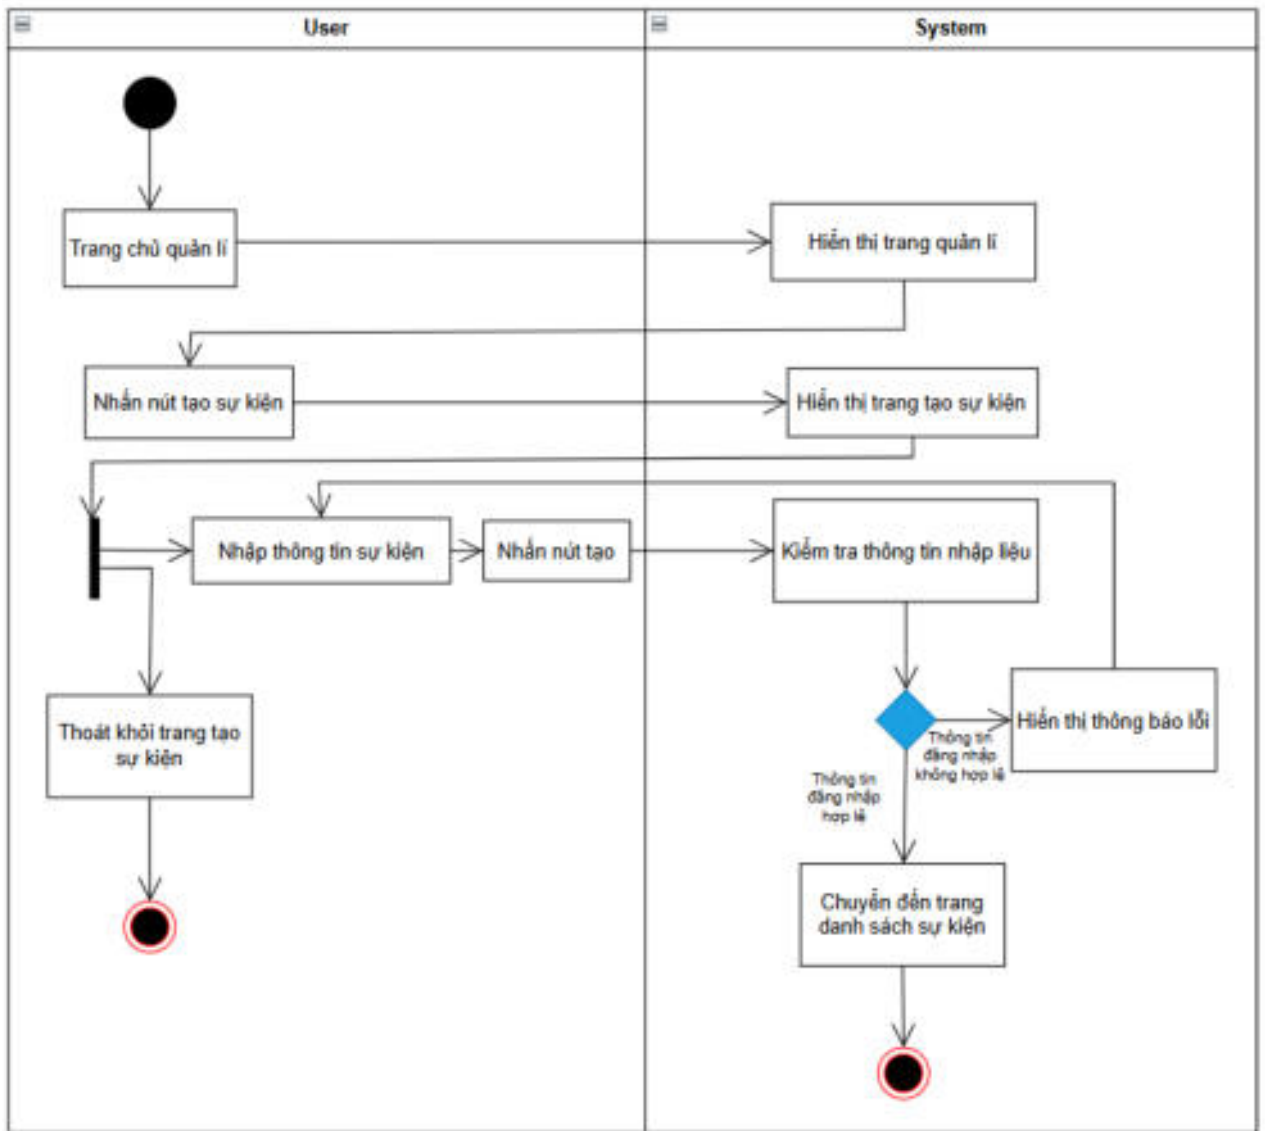 User
System
Trang chủ quản lí
Hiển thị trang quản lí
Nhấn nút tạo sự kiện
Hiển thị trang tạo sự kiện
Nhập thông tin sự kiện
Nhấn nút tạo
Kiểm tra thông tin nhập liệu
Thoát khỏi trang tạo
sự kiện
Hiển thị thông báo lỗi
Thông tin
đăng nhập
không hợp lệ
Thông tin
đăng nhập
hợp lệ
Chuyển đến trang
danh sách sự kiện